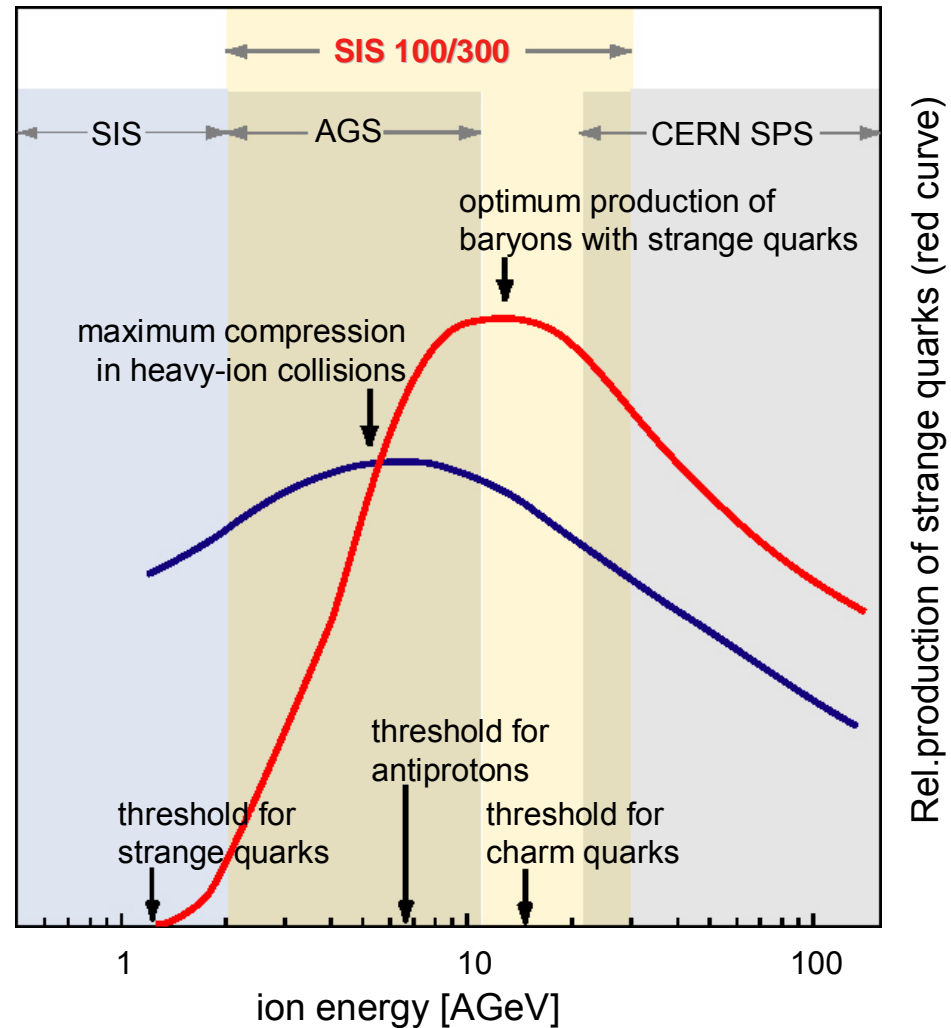 SIS 100/300
SIS
AGS
CERN SPS
optimum production of
baryons with strange quarks
maximum compression
in heavy-ion collisions
threshold for
antiprotons
threshold for
strange quarks
threshold for
charm quarks
1
10
100
ion energy [AGeV]
Rel.production of strange quarks (red curve)